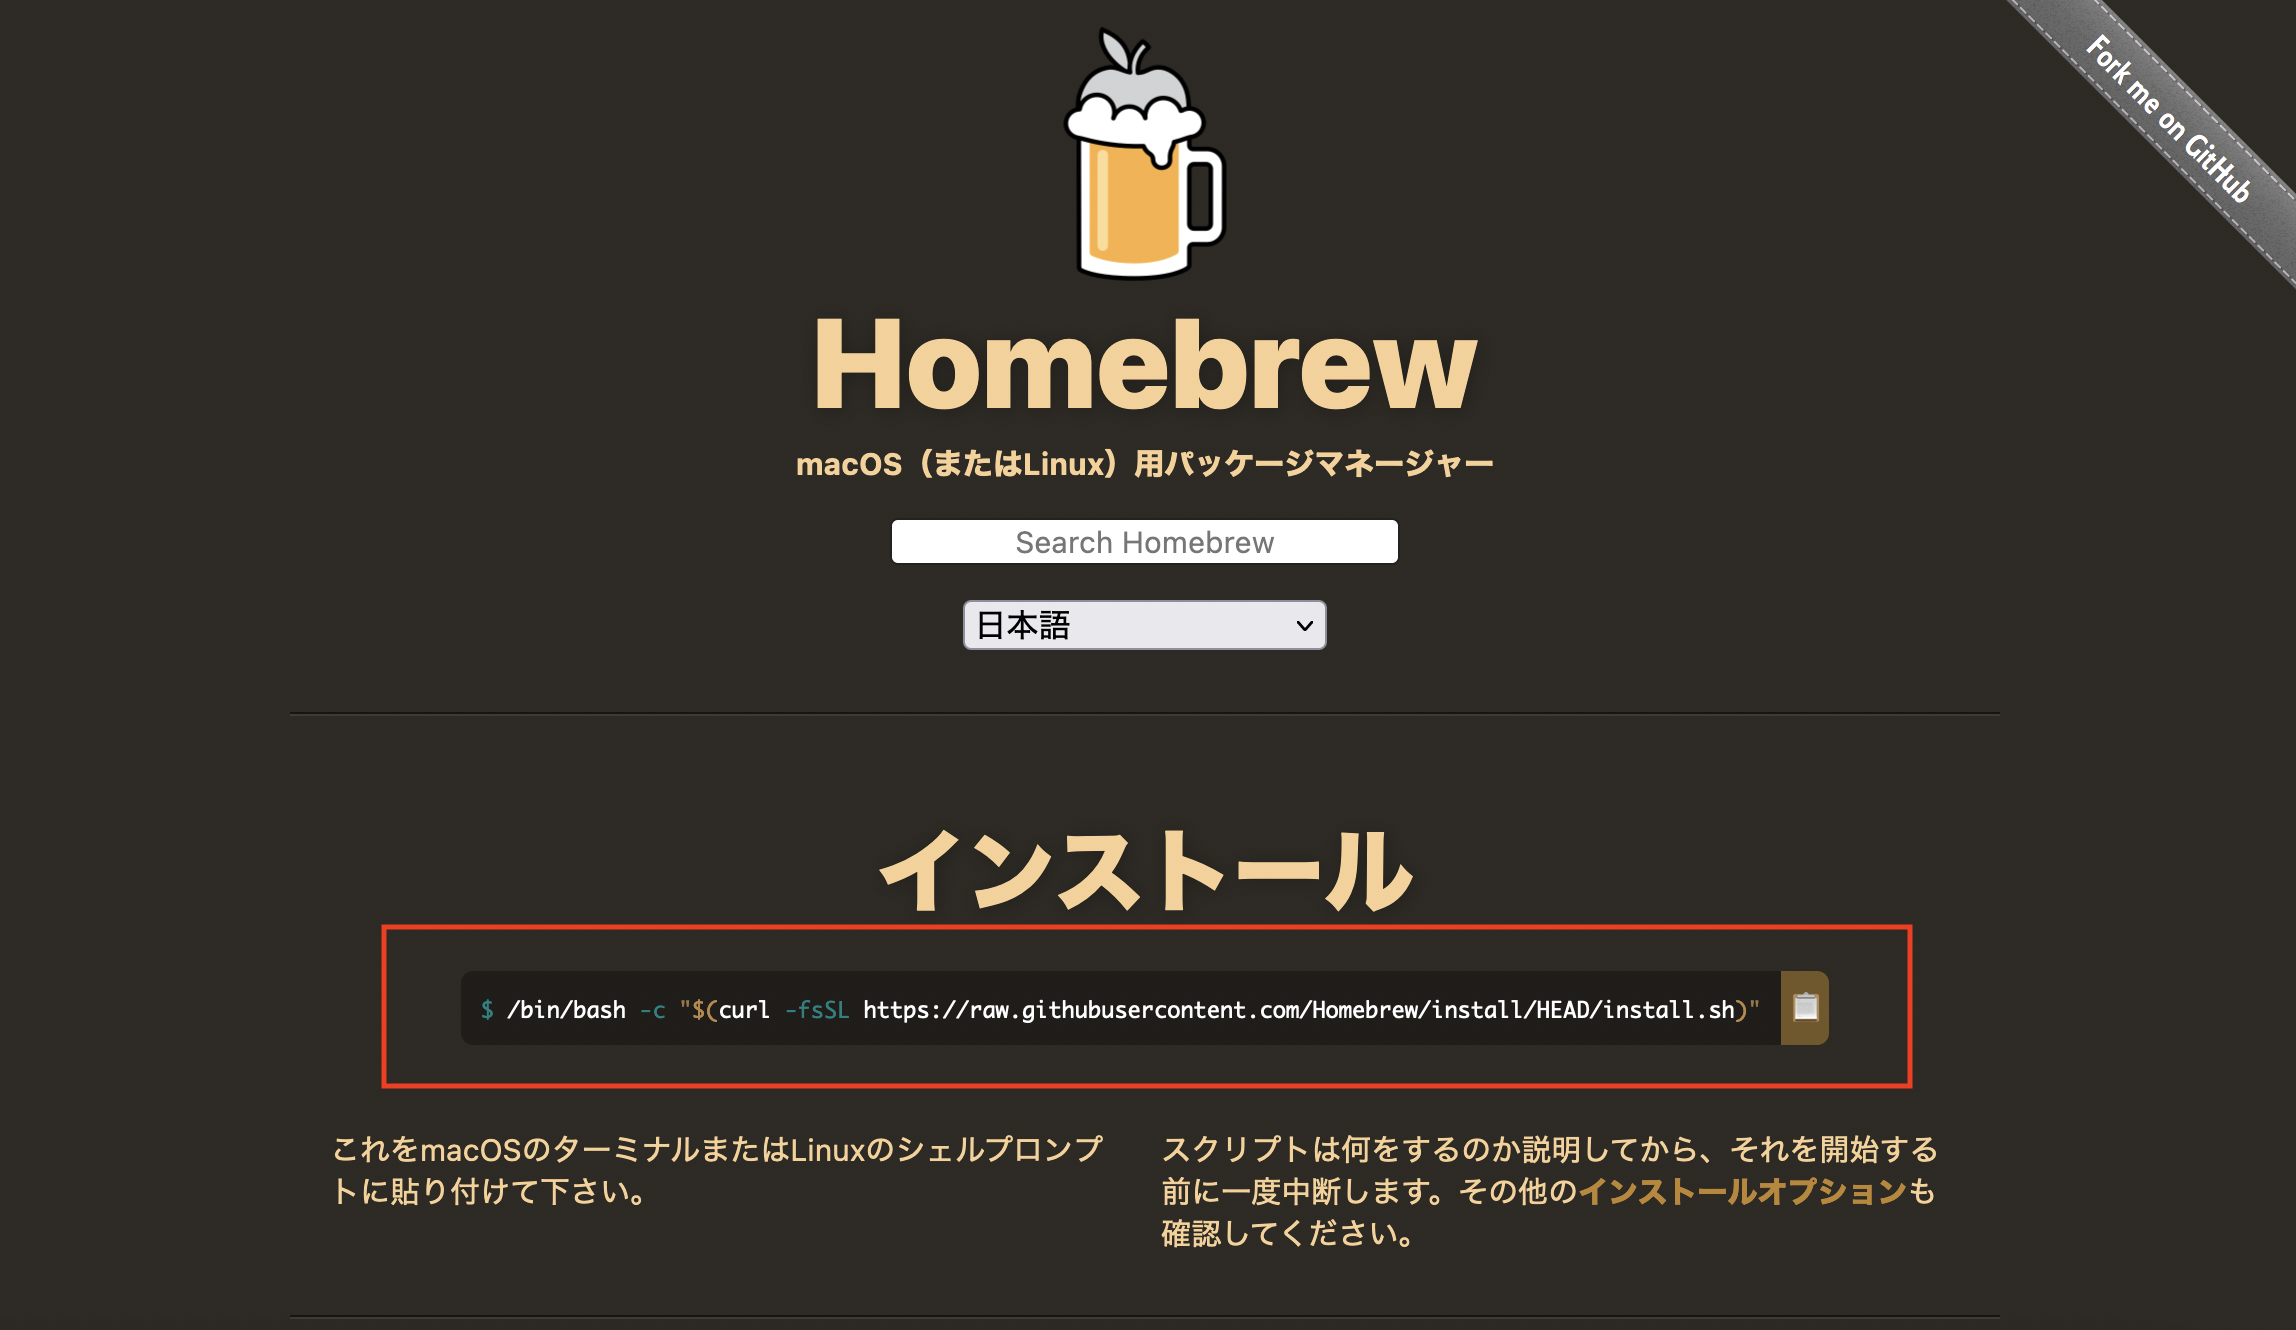 Fork me on GitHub
Homebrew
macOS（またはLinux）用パッケージマネージャー
Search Homebrew
日本語
インストール
$ /bin/bash -c "$(curl -fsSL https://raw.githubusercontent.com/Homebrew/install/HEAD/install.sh)"
これをmacOSのターミナルまたはLinuxのシェルプロンプ
トに貼り付けて下さい。
スクリプトは何をするのか説明してから、それを開始する
前に一度中断します。その他のインストールオプションも
確認してください。